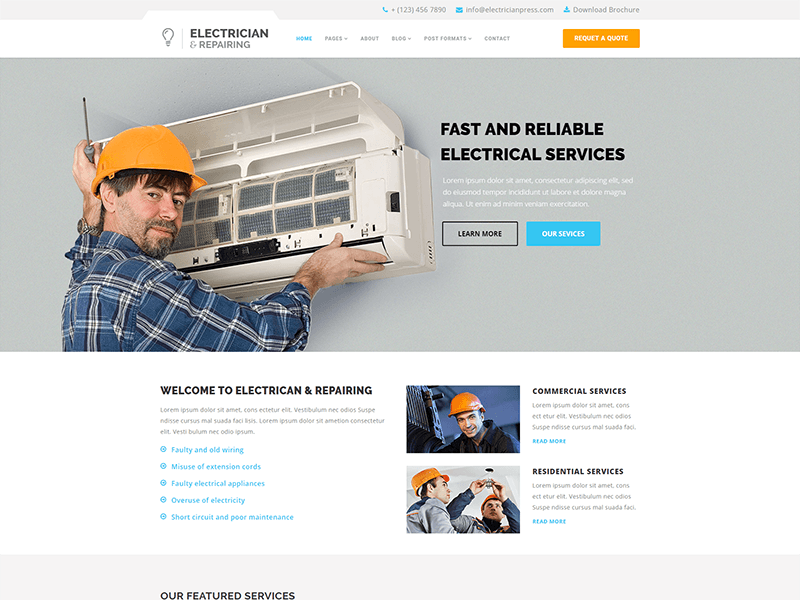 + (123) 456 7890 info@electricianpress.com Download Brochure
ELECTRICIAN
& REPAIRING
HOME PAGES ABOUT BLOG POST FORMATS CONTACT
REQUET A QUOTE
FAST AND RELIABLE
ELECTRICAL SERVICES
Lorem ipsum dolor sit amet, consectetur adipiscing elit, sed
do eiusmod tempor incididunt ut labore et dolore magna
aliqua. Ut enim ad minim veniam exercitation.
LEARN MORE OUR SEVICES
WELCOME TO ELECTRICAN & REPAIRING
Lorem ipsum dolor sit amet, cons ectetur elit. Vestibulum nec odios Suspe
ndisse cursus mal suada faci lisis. Lorem ipsum dolor sit ametion consectetur
elit. Vesti bulum nec odio ipsum.
Faulty and old wiring
Misuse of extension cords
Faulty electrical appliances
Overuse of electricity
Short circuit and poor maintenance
COMMERCIAL SERVICES
Lorem ipsum dolor sit amet, cons
ect etur elit. Vestibulum nec odios
Suspe ndisse cursus mal suada faci.
READ MORE
RESIDENTIAL SERVICES
Lorem ipsum dolor sit amet, cons
ect etur elit. Vestibulum nec odios
Suspe ndisse cursus mal suada faci.
READ MORE
OUR FEATURED SERVICES